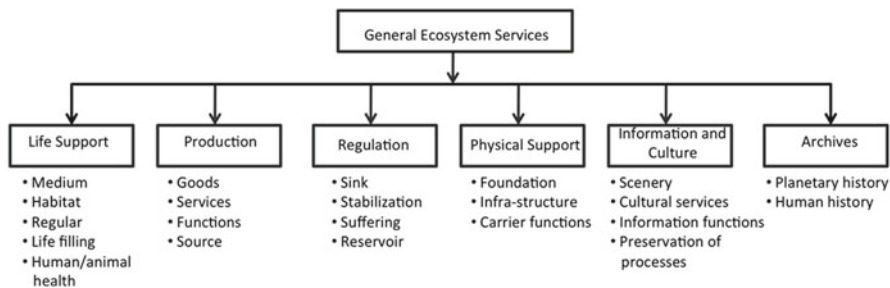 General Ecosystem Services
Life Support
• Medium
• Habitat
• Regular
• Life filling
• Human/animal
health
Production
• Goods
• Services
• Functions
• Source
Regulation
• Sink
• Stabilization
• Suffering
• Reservoir
Physical Support
• Foundation
• Infra-structure
• Carrier functions
Information and
Culture
• Scenery
• Cultural services
• Information functions
• Preservation of
processes
Archives
• Planetary history
• Human history